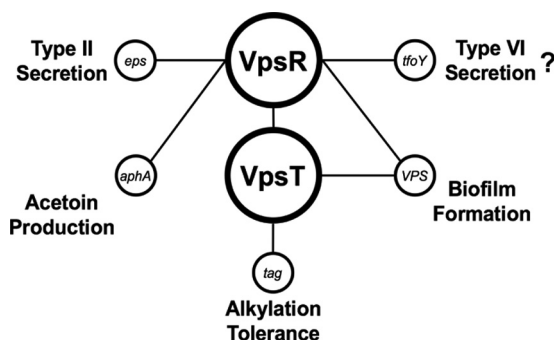 Type II
Secretion
eps
VpsR
tfoY
Type VI
Secretion ?
aphA
VpsT
VPS
Acetoin
Production
Biofilm
Formation
tag
Alkylation
Tolerance